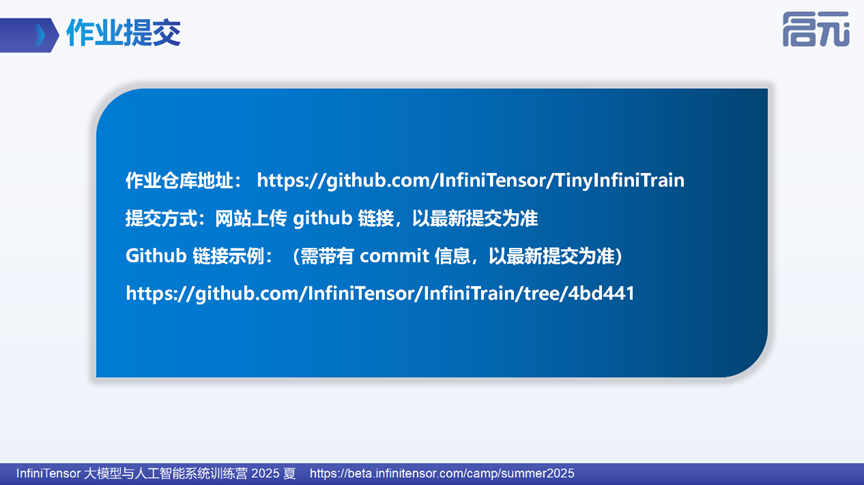 作业提交
启元
作业仓库地址： https://github.com/InfiniTensor/TinyInfiniTrain
提交方式：网站上传 github 链接，以最新提交为准
Github 链接示例：（需带有 commit 信息，以最新提交为准）
https://github.com/InfiniTensor/InfiniTrain/tree/4bd441
InfiniTensor 大模型与人工智能系统训练营 2025 夏 https://beta.infinitensor.com/camp/summer2025